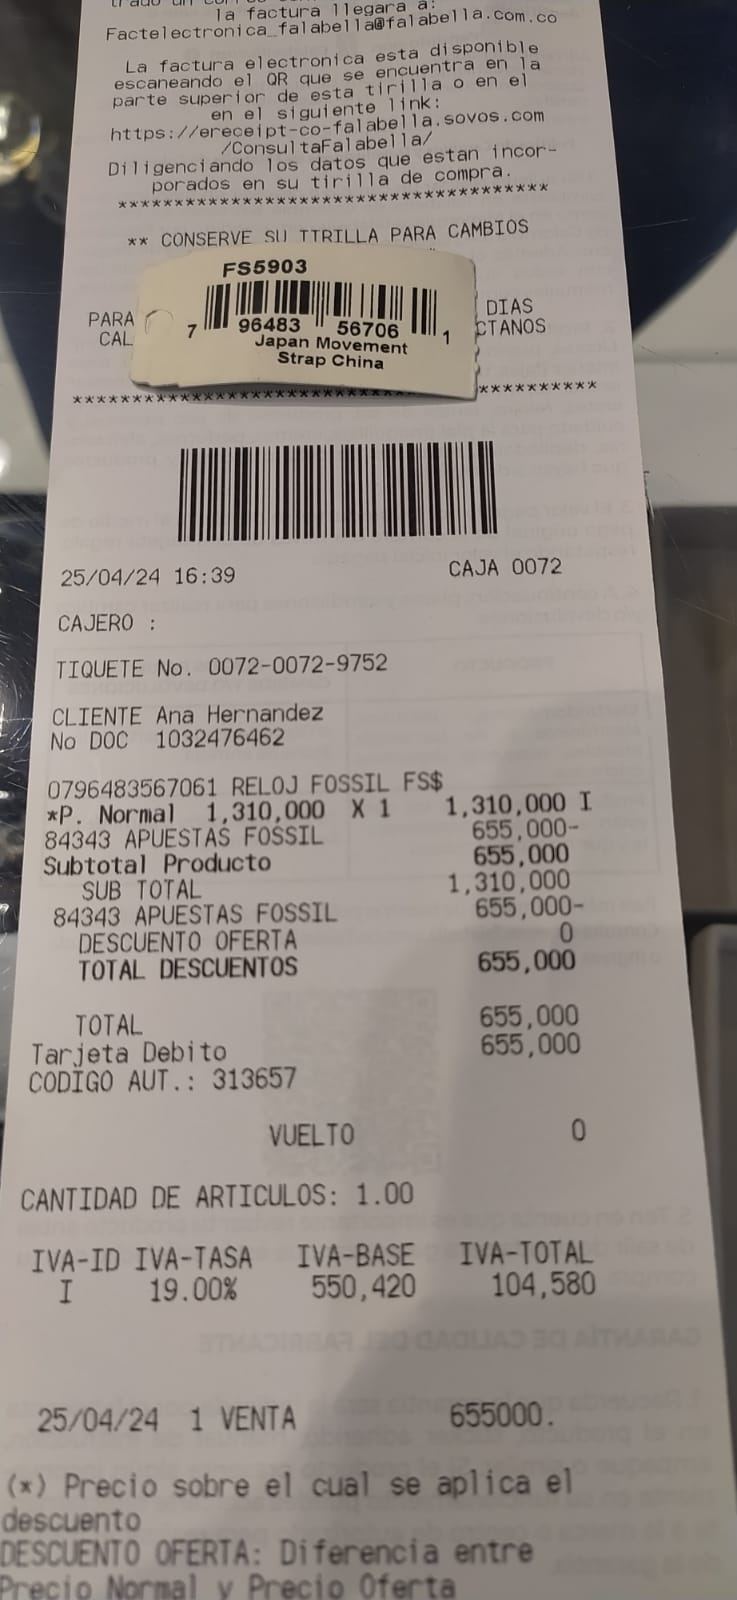 la factura llegara a:
Factelectronica_falabella@falabella.com.co
La factura electronica esta disponible
escaneando el QR que se encuentra en la
parte superior de esta tirilla o en el
en el siguiente link:
https://ereceipt-co-falabella.sovos.com
/ConsultaFalabella/
Diligenciando los datos que estan incor-
porados en su tirilla de compra.
**************************************
** CONSERVE SU TIRILLA PARA CAMBIOS
FS5903
7 96483 56706 1
Japan Movement
Strap China
PARA DIAS
CAL CTANOS
**************************************
25/04/24 16:39 CAJA 0072
CAJERO :
TIQUETE No. 0072-0072-9752
CLIENTE Ana Hernandez
No DOC 1032476462
0796483567061 RELOJ FOSSIL FS$
*P. Normal 1,310,000 X 1 1,310,000 I
84343 APUESTAS FOSSIL 655,000-
Subtotal Producto 655,000
SUB TOTAL 1,310,000
84343 APUESTAS FOSSIL 655,000-
DESCUENTO OFERTA 0
TOTAL DESCUENTOS 655,000
TOTAL 655,000
Tarjeta Debito 655,000
CODIGO AUT.: 313657
VUELTO 0
CANTIDAD DE ARTICULOS: 1.00
IVA-ID IVA-TASA IVA-BASE IVA-TOTAL
I 19.00% 550,420 104,580
25/04/24 1 VENTA 655000.
(*) Precio sobre el cual se aplica el
descuento
DESCUENTO OFERTA: Diferencia entre
Precio Normal y Precio Oferta